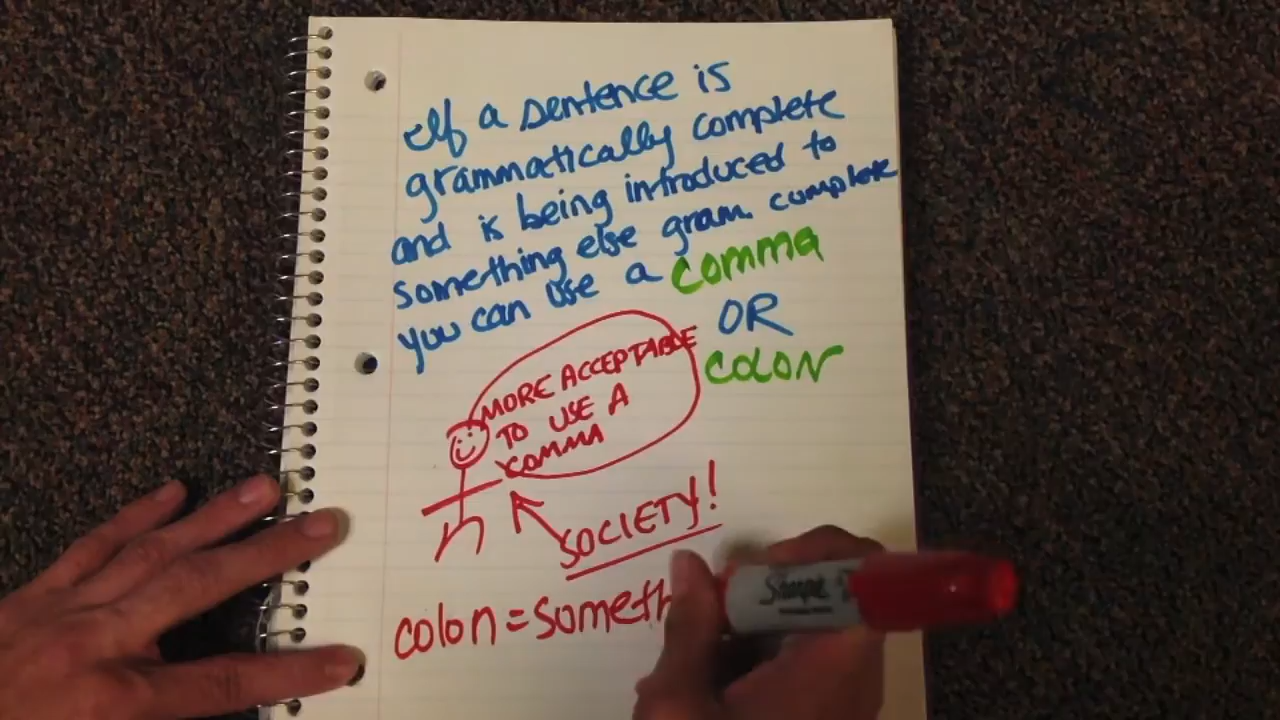 If a sentence is
grammatically complete
and is being introduced to
something else gram. complete
you can use a COMMA
OR
COLON
MORE ACCEPTABLE
TO USE A
COMMA
SOCIETY!
colon = someth
Sharpie